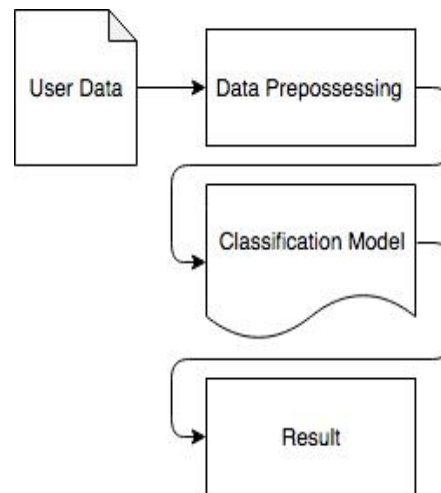 User Data
Data Prepossessing
Classification Model
Result